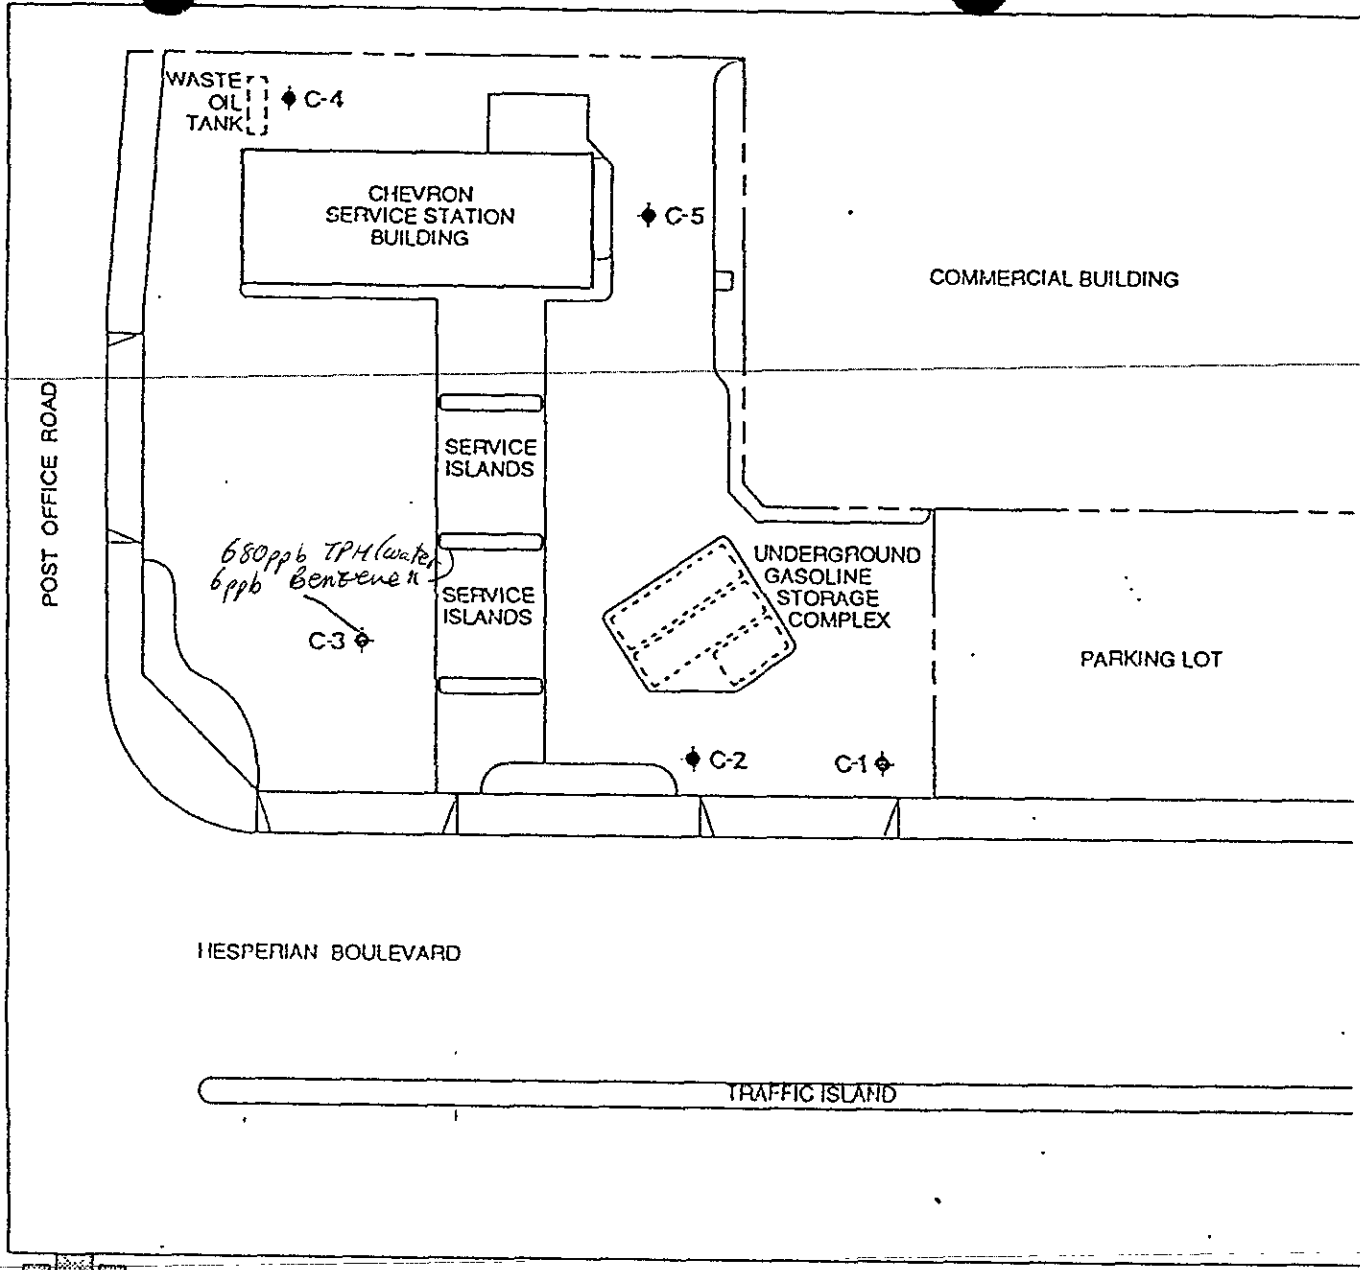 WASTE
OIL
TANK
C-4
CHEVRON
SERVICE STATION
BUILDING
C-5
COMMERCIAL BUILDING
POST OFFICE ROAD
SERVICE
ISLANDS
680ppb TPH (water
6ppb Benzene "
SERVICE
ISLANDS
C-3
UNDERGROUND
GASOLINE
STORAGE
COMPLEX
PARKING LOT
C-2
C-1
HESPERIAN BOULEVARD
TRAFFIC ISLAND